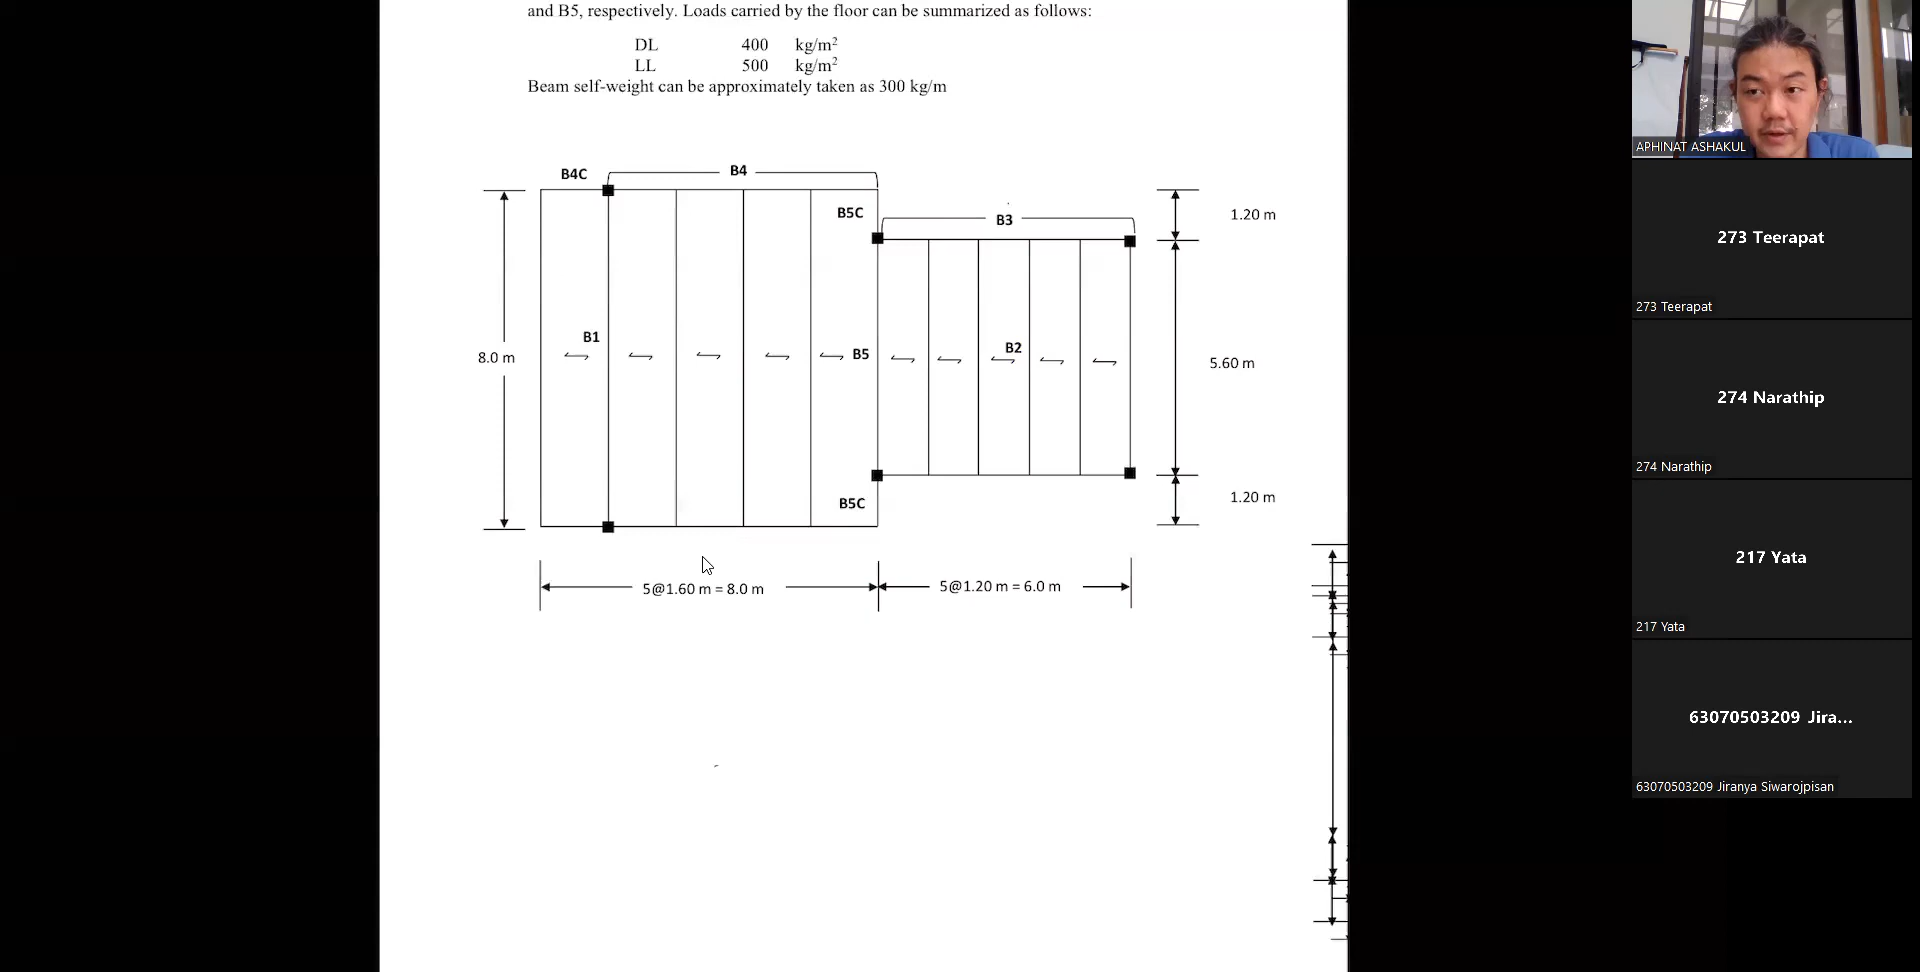 and B5, respectively. Loads carried by the floor can be summarized as follows:
DL 400 kg/m²
LL 500 kg/m²
Beam self-weight can be approximately taken as 300 kg/m
B4C
B4
B5C
B3
1.20 m
B1
B5
B2
8.0 m
5.60 m
B5C
1.20 m
5@1.60 m = 8.0 m
5@1.20 m = 6.0 m
APHINAT ASHAKUL
273 Teerapat
273 Teerapat
274 Narathip
274 Narathip
217 Yata
217 Yata
63070503209 Jira...
63070503209 Jiranya Siwarojpisan